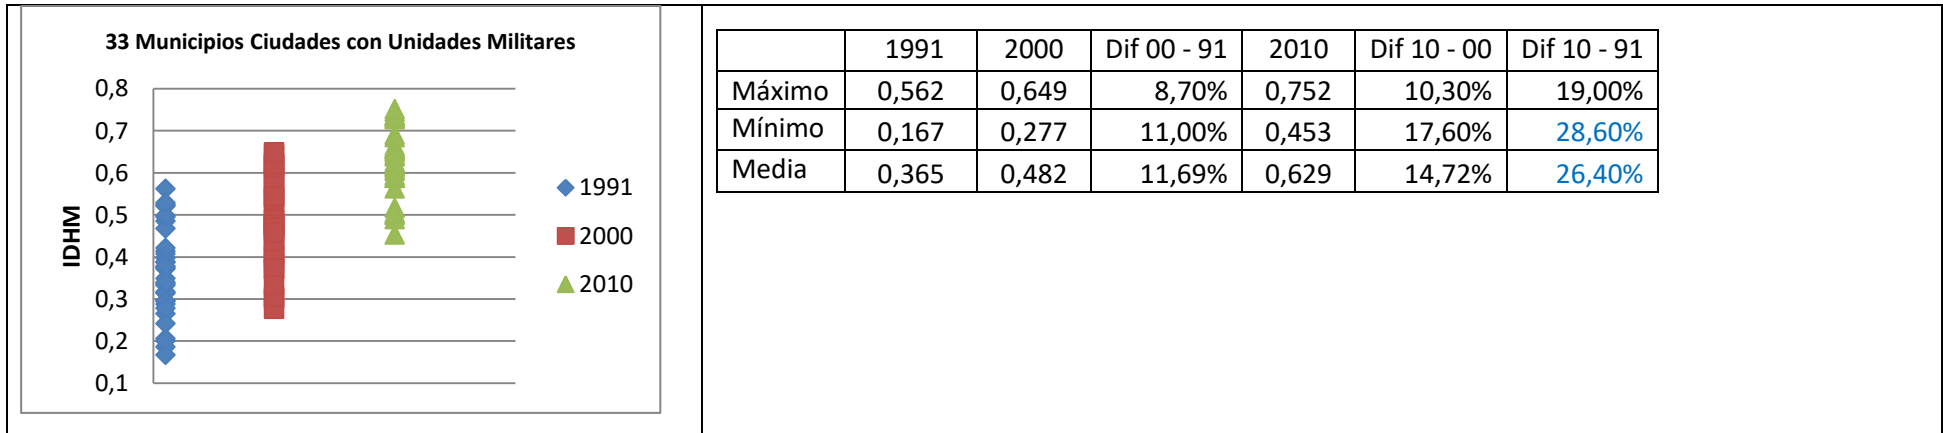 33 Municipios Ciudades con Unidades Militares
0,8
0,7
0,6
0,5
0,4
0,3
0,2
0,1
IDHM
1991
2000
2010
1991 2000 Dif 00 - 91 2010 Dif 10 - 00 Dif 10 - 91
Máximo 0,562 0,649 8,70% 0,752 10,30% 19,00%
Mínimo 0,167 0,277 11,00% 0,453 17,60% 28,60%
Media 0,365 0,482 11,69% 0,629 14,72% 26,40%